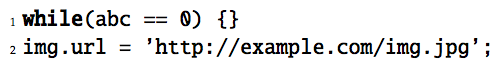 1 while(abc == 0) {}
2 img.url = 'http://example.com/img.jpg';